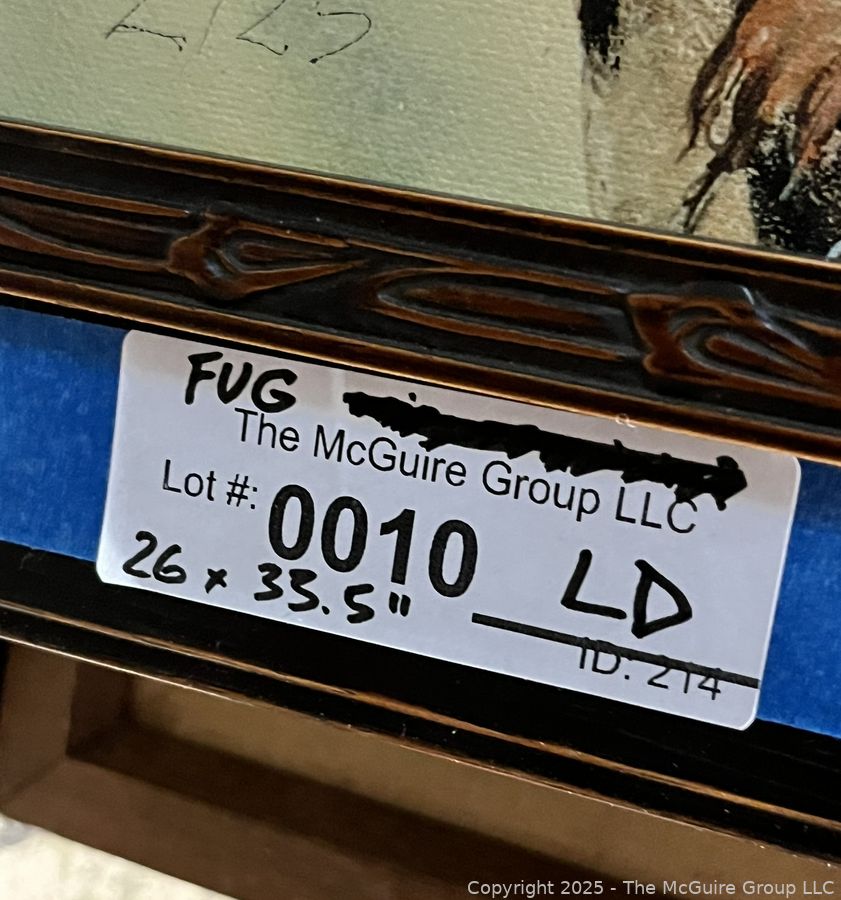 2/25
FUG
The McGuire Group LLC
Lot #: 0010
26 x 33.5" LD
ID: 214
Copyright 2025 - The McGuire Group LLC